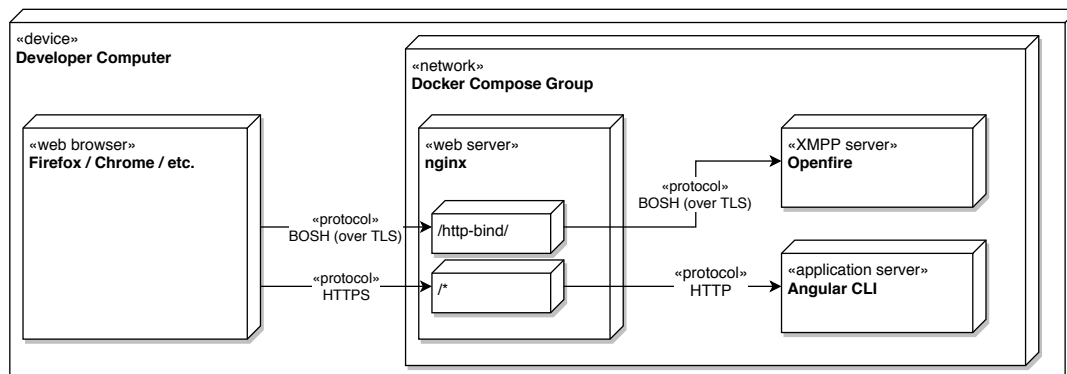 «device»
Developer Computer
«network»
Docker Compose Group
«web browser»
Firefox / Chrome / etc.
«web server»
nginx
«XMPP server»
Openfire
«protocol»
BOSH (over TLS)
«protocol»
BOSH (over TLS)
/http-bind/
«protocol»
HTTPS
/*
«protocol»
HTTP
«application server»
Angular CLI